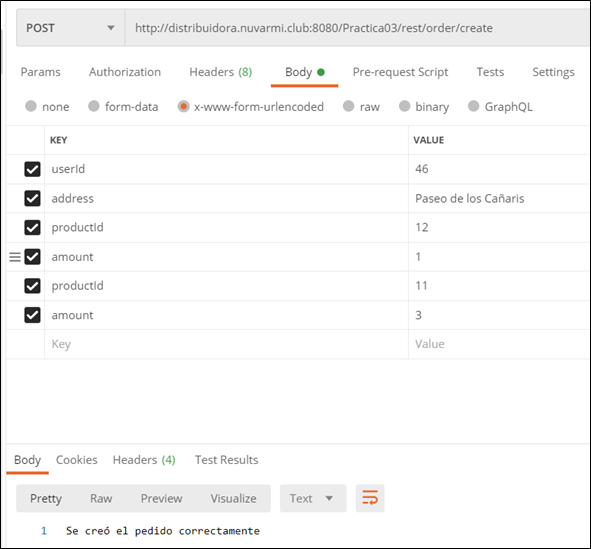 POST http://distribuidora.nuvarmi.club:8080/Practica03/rest/order/create
Params Authorization Headers (8) Body Pre-request Script Tests Settings
none form-data x-www-form-urlencoded raw binary GraphQL
KEY VALUE
userId 46
address Paseo de los Cañaris
productId 12
amount 1
productId 11
amount 3
Key Value
Body Cookies Headers (4) Test Results
Pretty Raw Preview Visualize Text
1 Se creó el pedido correctamente